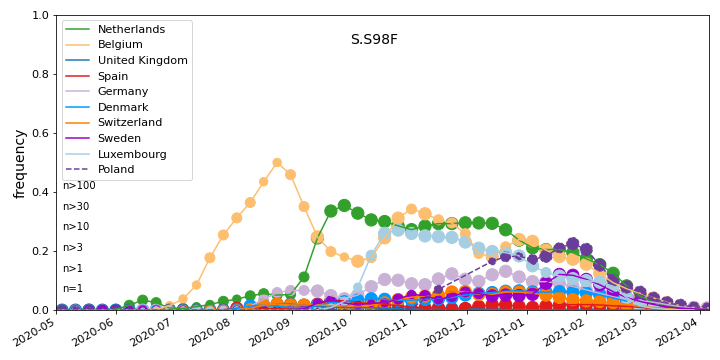 S.S98F
Netherlands
Belgium
United Kingdom
Spain
Germany
Denmark
Switzerland
Sweden
Luxembourg
Poland
n>100
n>30
n>10
n>3
n>1
n=1
frequency
1.0
0.8
0.6
0.4
0.2
0.0
2020-05
2020-06
2020-07
2020-08
2020-09
2020-10
2020-11
2020-12
2021-01
2021-02
2021-03
2021-04